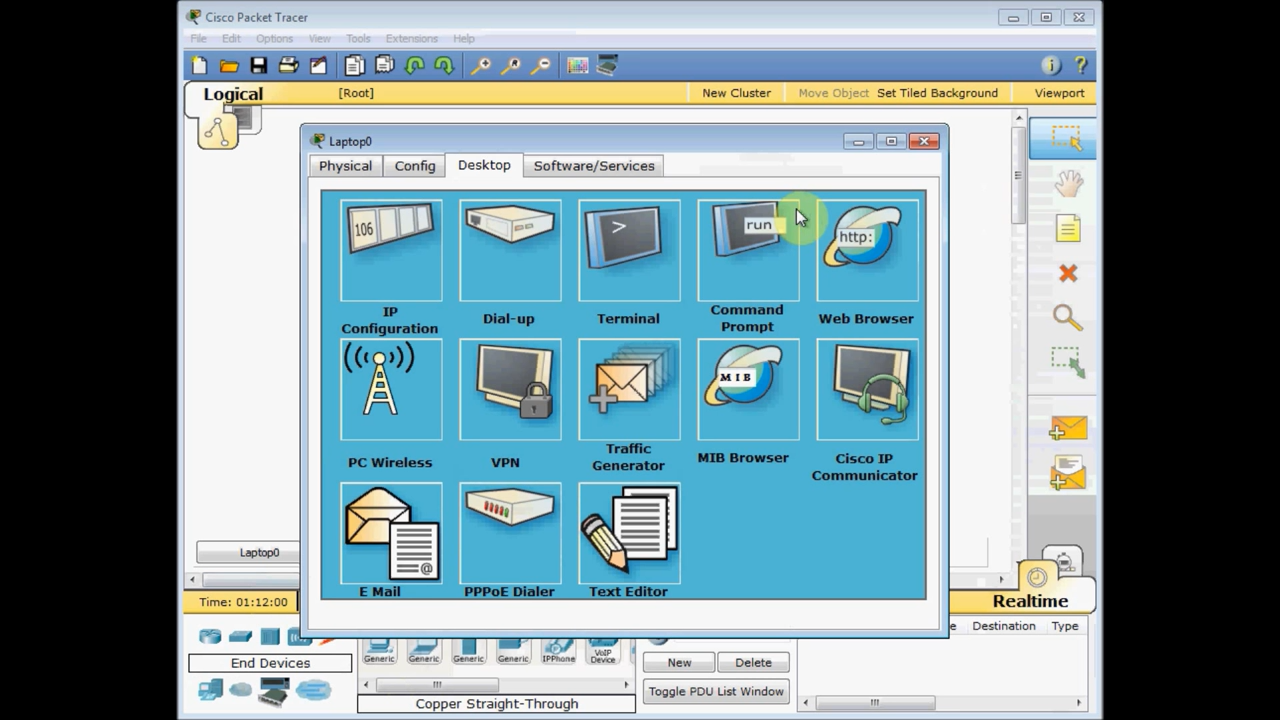 Cisco Packet Tracer
File Edit Options View Tools Extensions Help
Logical [Root] New Cluster Move Object Set Tiled Background Viewport
Laptop0
Physical Config Desktop Software/Services
106
>
run
http:
IP Configuration
Dial-up
Terminal
Command Prompt
Web Browser
MIB
PC Wireless
VPN
Traffic Generator
MIB Browser
Cisco IP Communicator
@
E Mail
PPPoE Dialer
Text Editor
Laptop0
Time: 01:12:00
Realtime
Destination Type
End Devices
Generic Generic Generic Generic IPPhone VoIP Device
Copper Straight-Through
New Delete
Toggle PDU List Window